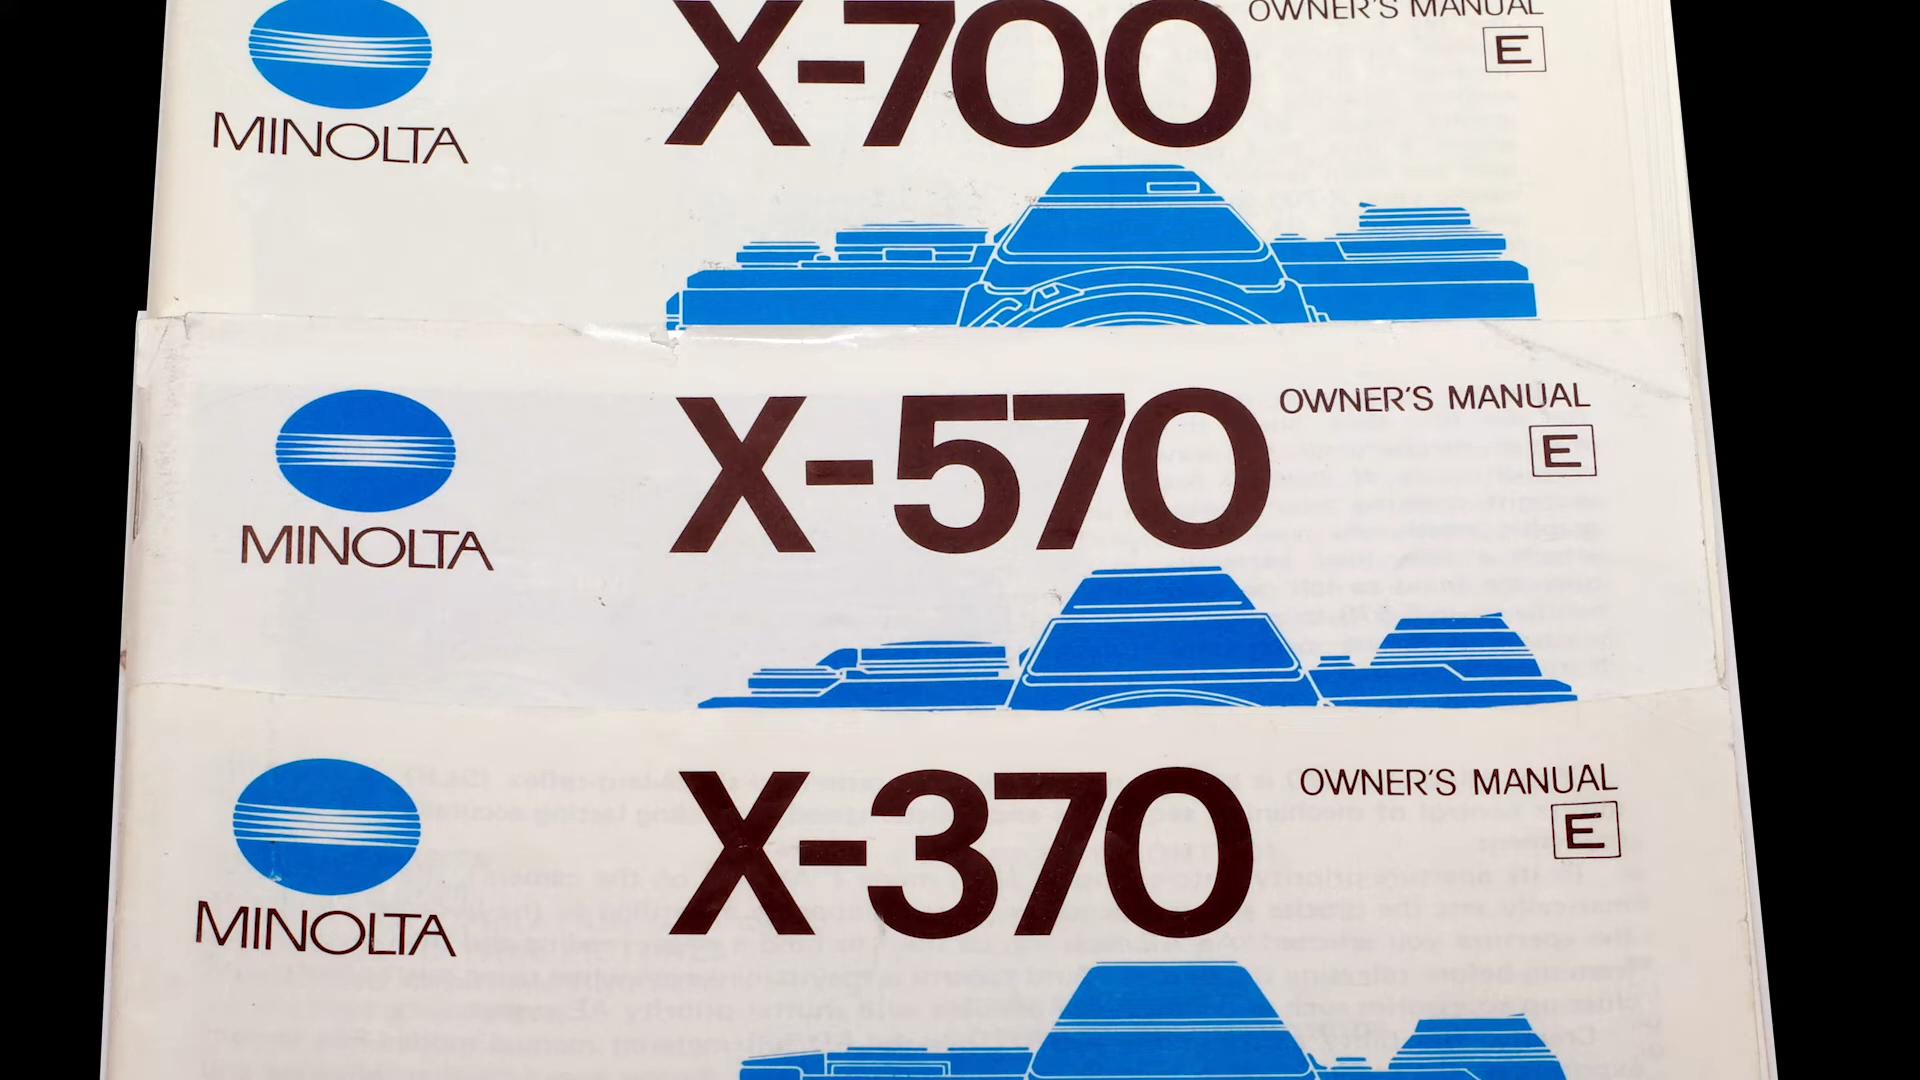 X-700
OWNER'S MANUAL
E
MINOLTA
X-570
OWNER'S MANUAL
E
MINOLTA
X-370
OWNER'S MANUAL
E
MINOLTA